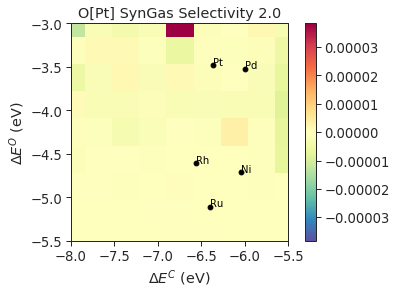 O[Pt] SynGas Selectivity 2.0
−3.0
−3.5
−4.0
−4.5
−5.0
−5.5
ΔE^O (eV)
Pt
Pd
Rh
Ni
Ru
−8.0 −7.5 −7.0 −6.5 −6.0 −5.5
ΔE^C (eV)
0.00003
0.00002
0.00001
0.00000
−0.00001
−0.00002
−0.00003